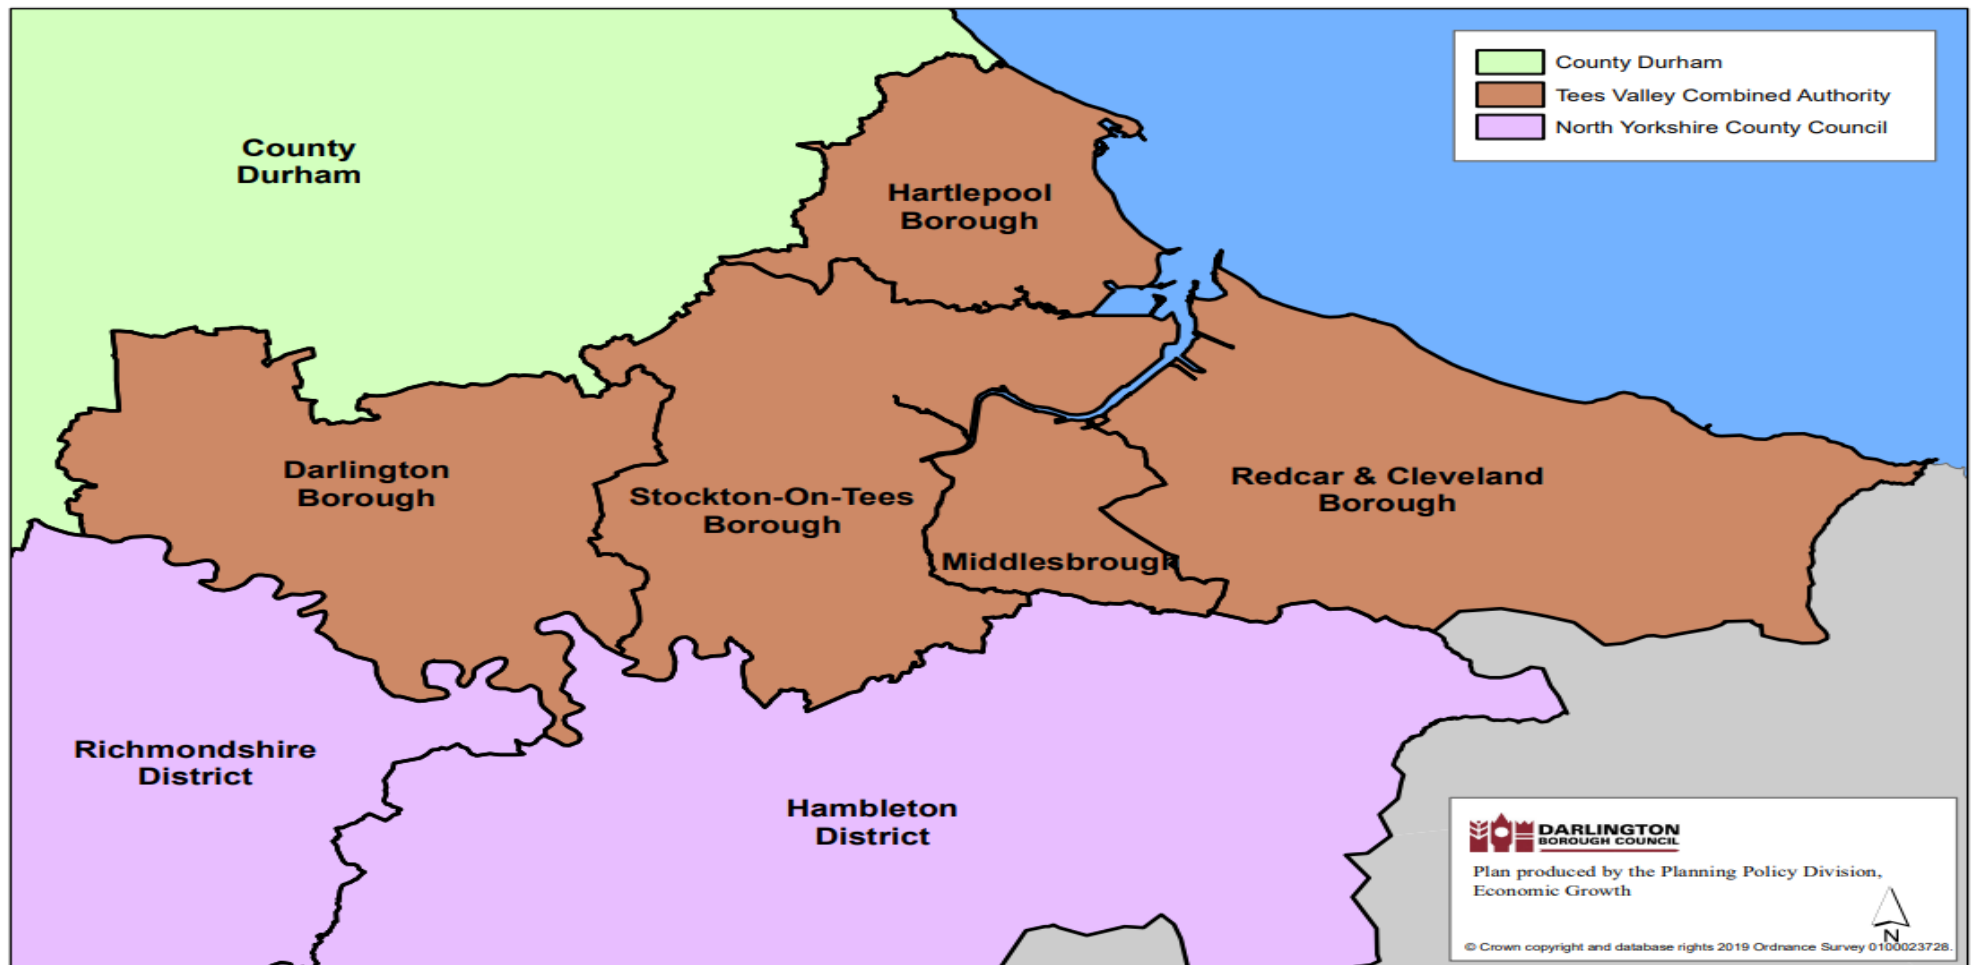 County Durham
Tees Valley Combined Authority
North Yorkshire County Council
County
Durham
Hartlepool
Borough
Darlington
Borough
Stockton-On-Tees
Borough
Redcar & Cleveland
Borough
Middlesbrough
Richmondshire
District
Hambleton
District
DARLINGTON
BOROUGH COUNCIL
Plan produced by the Planning Policy Division,
Economic Growth
N
© Crown copyright and database rights 2019 Ordnance Survey 0100023728.